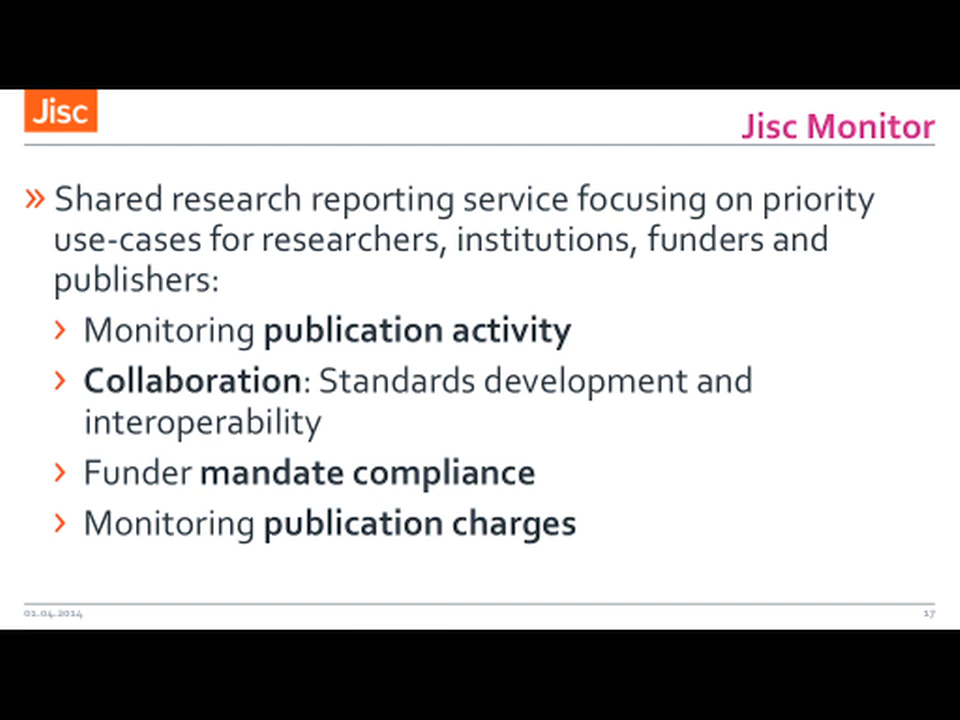 Jisc
Jisc Monitor
» Shared research reporting service focusing on priority
use-cases for researchers, institutions, funders and
publishers:
› Monitoring publication activity
› Collaboration: Standards development and
interoperability
› Funder mandate compliance
› Monitoring publication charges
01.04.2014
17